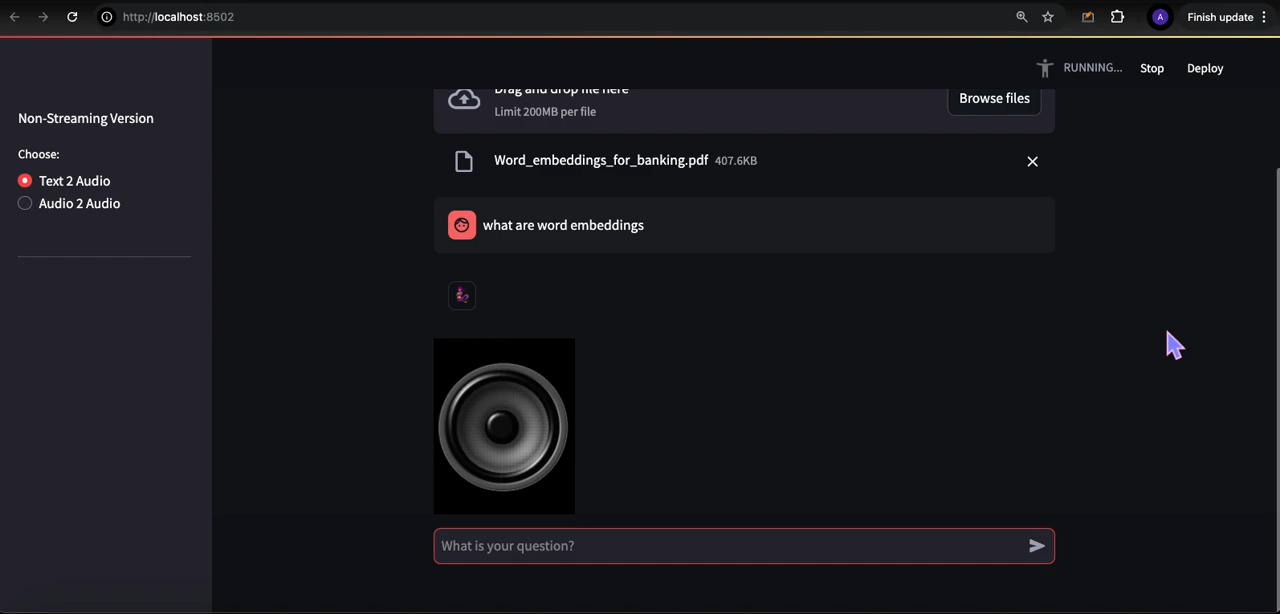 http://localhost:8502
A
Finish update
RUNNING...
Stop
Deploy
Non-Streaming Version
Choose:
Text 2 Audio
Audio 2 Audio
Drag and drop file here
Limit 200MB per file
Browse files
Word_embeddings_for_banking.pdf 407.6KB
what are word embeddings
What is your question?